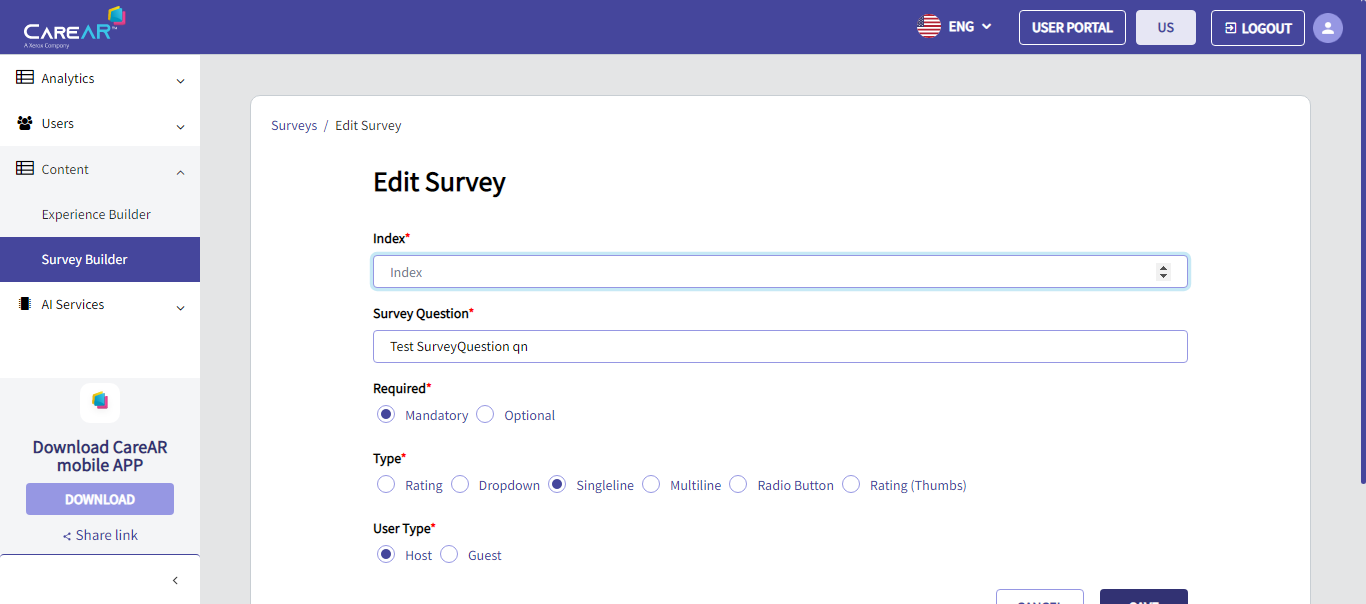 CAREAR™
A Xerox Company
ENG
USER PORTAL
US
LOGOUT
Analytics
Users
Content
Experience Builder
Survey Builder
AI Services
Download CareAR
mobile APP
DOWNLOAD
Share link
Surveys / Edit Survey
Edit Survey
Index*
Index
Survey Question*
Test SurveyQuestion qn
Required*
Mandatory Optional
Type*
Rating Dropdown Singleline Multiline Radio Button Rating (Thumbs)
User Type*
Host Guest
CANCEL SAVE